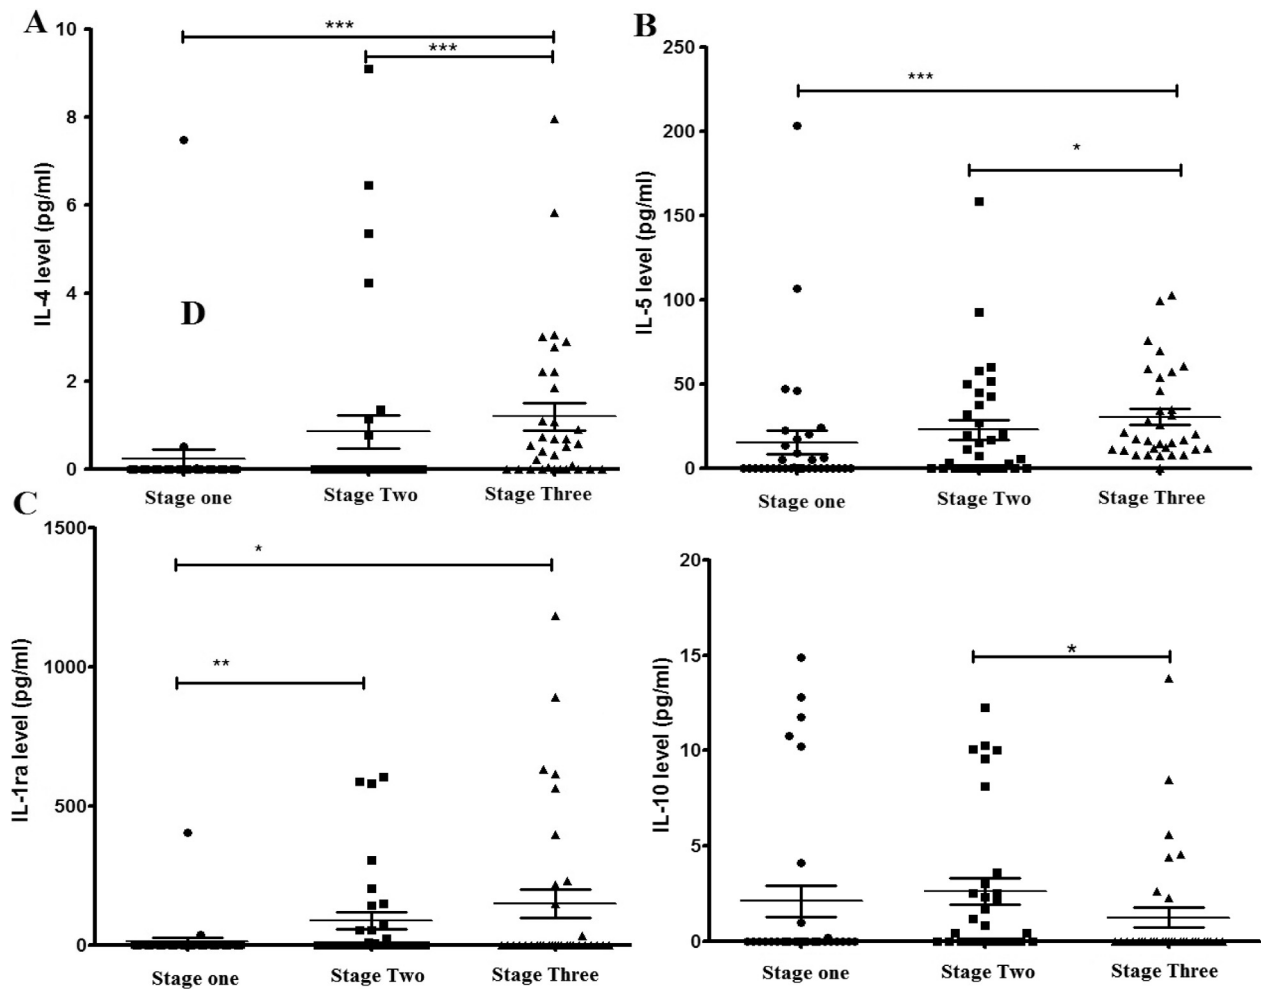 A
10
8
6
4
2
0
IL-4 level (pg/ml)
***
***
D
Stage one
Stage Two
Stage Three
B
250
200
150
100
50
0
IL-5 level (pg/ml)
***
*
Stage one
Stage Two
Stage Three
C
1500
1000
500
0
IL-1ra level (pg/ml)
*
**
Stage one
Stage Two
Stage Three
20
15
10
5
0
IL-10 level (pg/ml)
*
Stage one
Stage Two
Stage Three